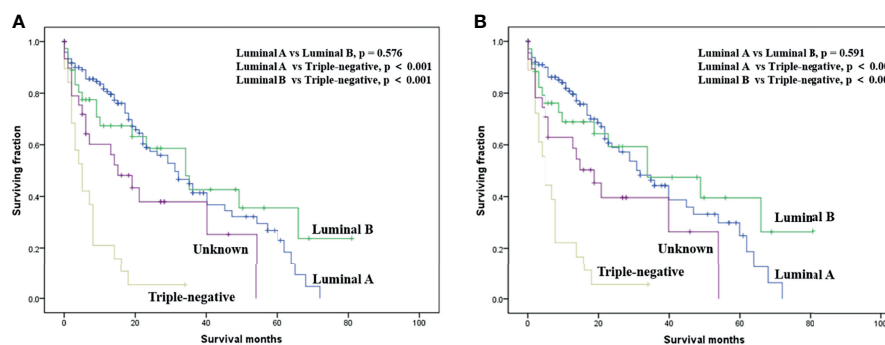 A
Luminal A vs Luminal B, p = 0.576
Luminal A vs Triple-negative, p < 0.001
Luminal B vs Triple-negative, p < 0.001
1.0
0.8
0.6
0.4
0.2
0.0
Surviving fraction
Luminal B
Unknown
Luminal A
Triple-negative
0
20
40
60
80
100
Survival months
B
Luminal A vs Luminal B, p = 0.591
Luminal A vs Triple-negative, p < 0.00
Luminal B vs Triple-negative, p < 0.00
1.0
0.8
0.6
0.4
0.2
0.0
Surviving fraction
Luminal B
Unknown
Triple-negative
Luminal A
0
20
40
60
80
100
Survival months